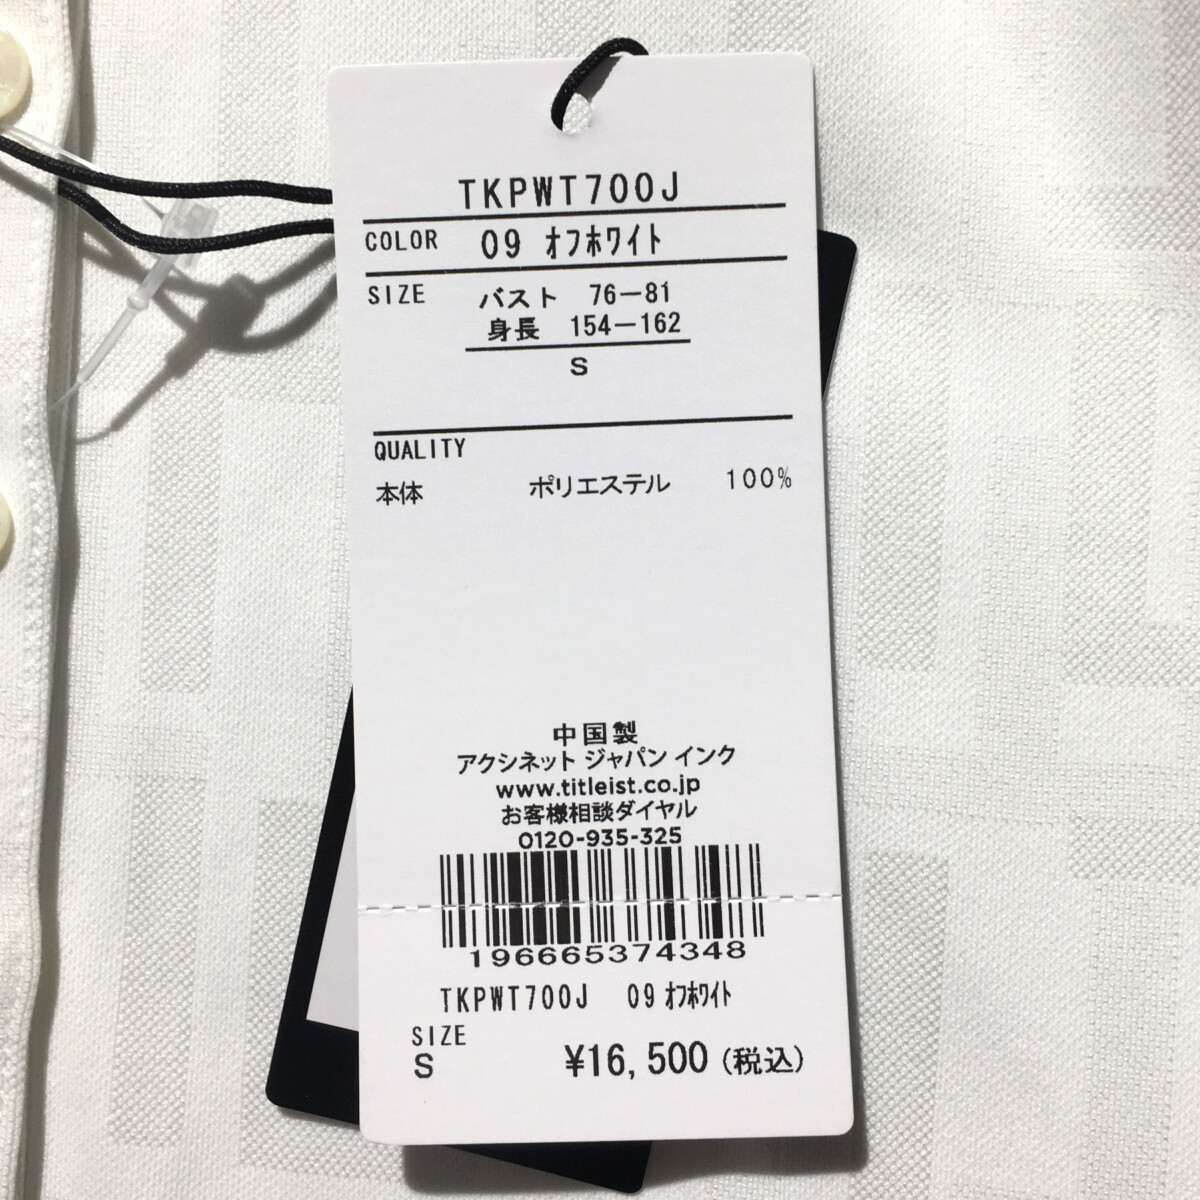 TKPWT700J
COLOR 09 ｵﾌﾎﾜｲﾄ
SIZE バスト 76－81
身長 154－162
S
QUALITY
本体 ポリエステル 100%
中国製
アクシネット ジャパン インク
www.titleist.co.jp
お客様相談ダイヤル
0120-935-325
196665374348
TKPWT700J 09 ｵﾌﾎﾜｲﾄ
SIZE
S ¥16,500 (税込)